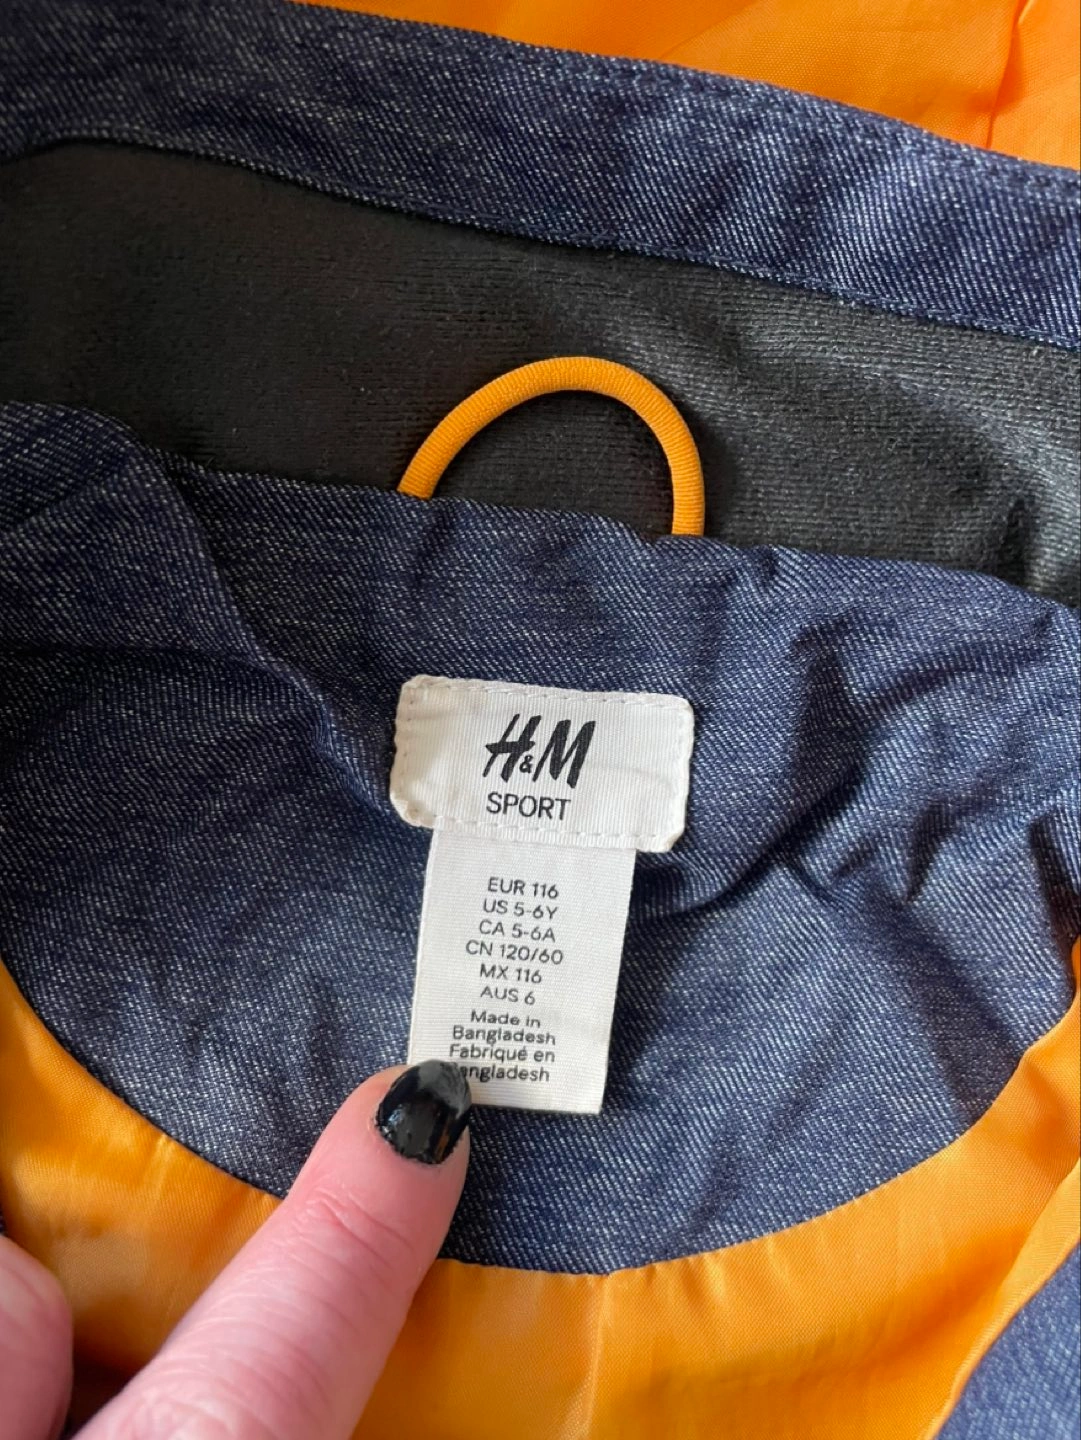 H&M
SPORT
EUR 116
US 5-6Y
CA 5-6A
CN 120/60
MX 116
AUS 6
Made in
Bangladesh
Fabriqué en